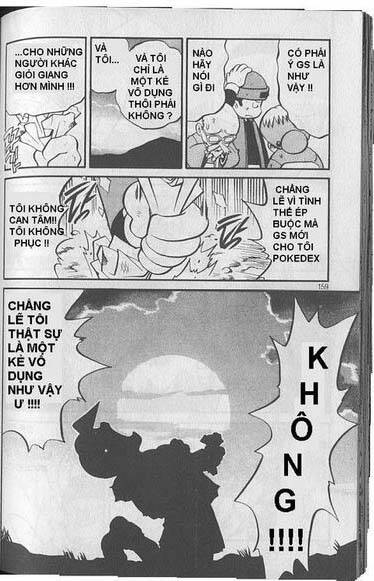 CÓ PHẢI
Ý GS LÀ
NHƯ
VẬY !!
NÀO
HÃY
NÓI
GÌ ĐI
VÀ TÔI
CHỈ LÀ
MỘT KẺ
VÔ DỤNG
THÔI PHẢI
KHÔNG ?
VÀ
TÔI...
...CHO NHỮNG
NGƯỜI KHÁC
GIỎI GIANG
HƠN MÌNH !!!
CHẲNG
LẼ VÌ TÌNH
THẾ ÉP
BUỘC MÀ
GS MỚI
CHO TÔI
POKEDEX
TÔI KHÔNG
CAN TÂM!!
TÔI KHÔNG
PHỤC !!
159
K
H
Ô
N
G
!!!!
CHẲNG
LẼ TÔI
THẬT SỰ
LÀ MỘT
KẺ VÔ
DỤNG
NHƯ VẬY
Ư !!!!